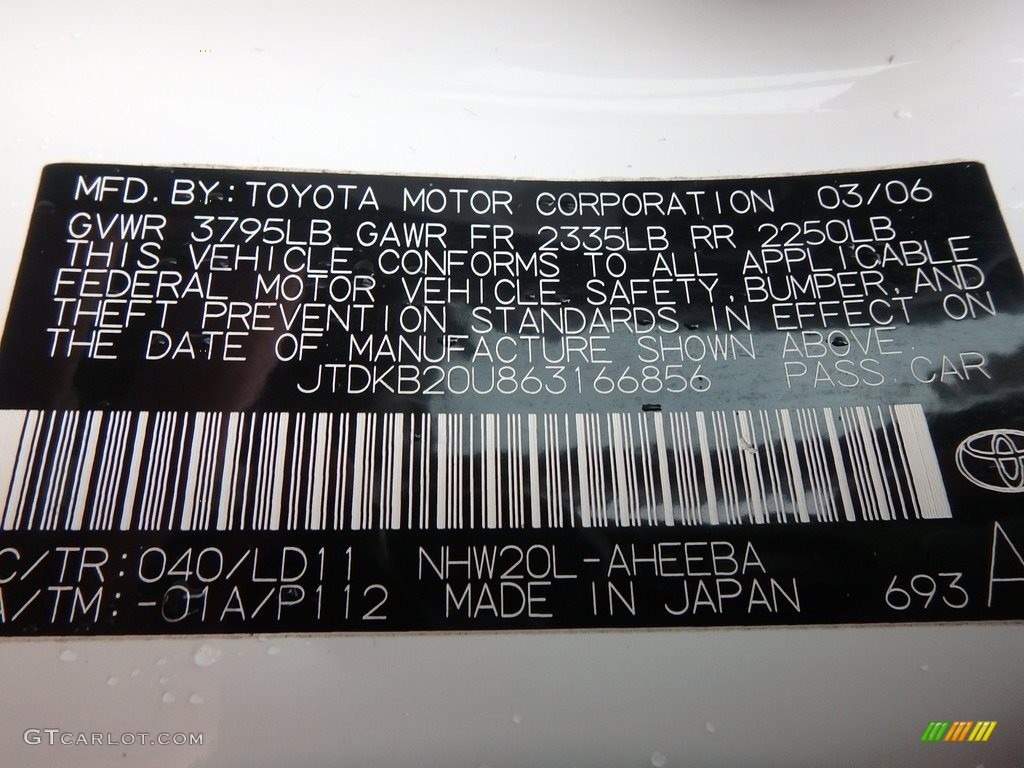 MFD. BY: TOYOTA MOTOR CORPORATION 03/06
GVWR 3795LB GAWR FR 2335LB RR 2250LB
THIS VEHICLE CONFORMS TO ALL APPLICABLE
FEDERAL MOTOR VEHICLE SAFETY, BUMPER, AND
THEFT PREVENTION STANDARDS IN EFFECT ON
THE DATE OF MANUFACTURE SHOWN ABOVE.
JTDKB20U863166856 PASS. CAR
C/TR: 040/LD11 NHW20L-AHEEBA
A/TM: -01A/P112 MADE IN JAPAN 693 A
GTCARLOT.COM